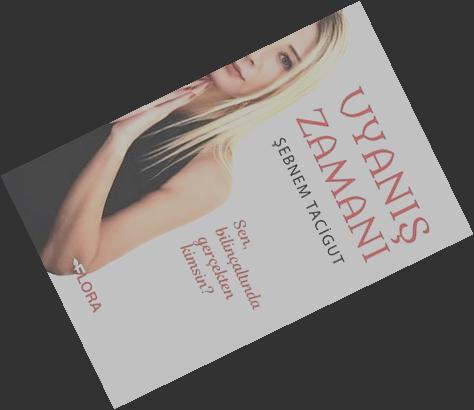 UYANIŞ
ZAMANI
ŞEBNEM TACİGUT
Sen,
bilinçaltında
gerçekten
kimsin?
FLORA